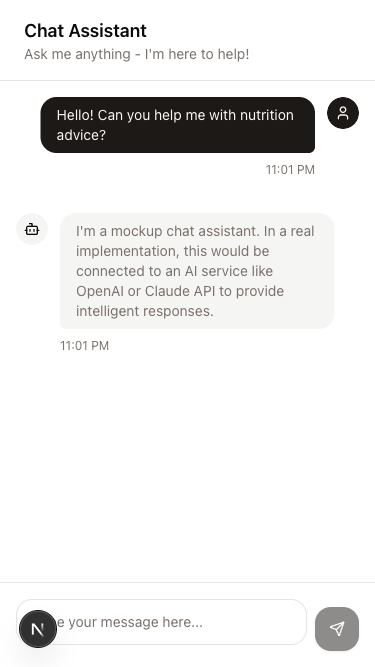 Chat Assistant
Ask me anything - I'm here to help!
Hello! Can you help me with nutrition
advice?
11:01 PM
I'm a mockup chat assistant. In a real
implementation, this would be
connected to an AI service like
OpenAI or Claude API to provide
intelligent responses.
11:01 PM
your message here...
N